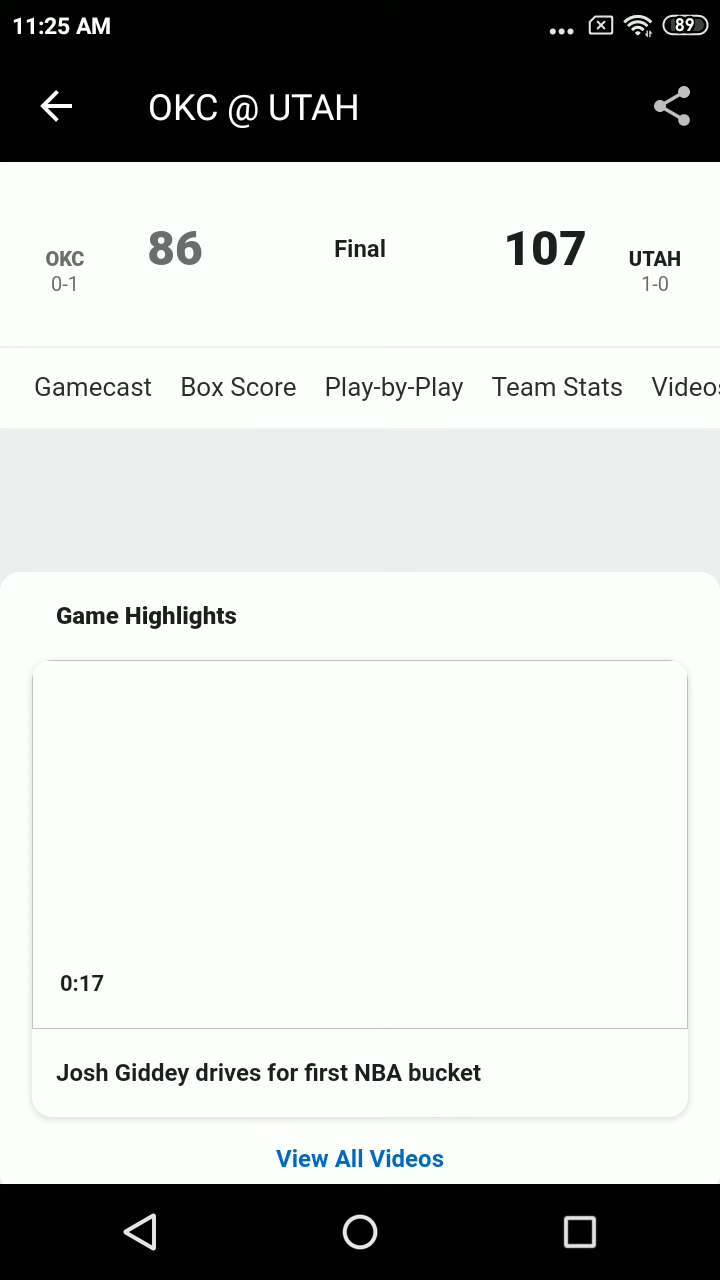 11:25 AM
89
OKC @ UTAH
OKC
0-1
86
Final
107
UTAH
1-0
Gamecast Box Score Play-by-Play Team Stats Videos
Game Highlights
0:17
Josh Giddey drives for first NBA bucket
View All Videos